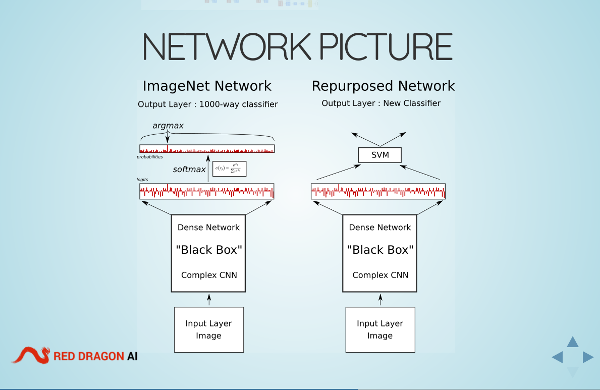 NETWORK PICTURE
ImageNet Network
Output Layer : 1000-way classifier
argmax
probabilities
softmax
logits
Dense Network
"Black Box"
Complex CNN
Input Layer
Image
Repurposed Network
Output Layer : New Classifier
SVM
Dense Network
"Black Box"
Complex CNN
Input Layer
Image
RED DRAGON AI